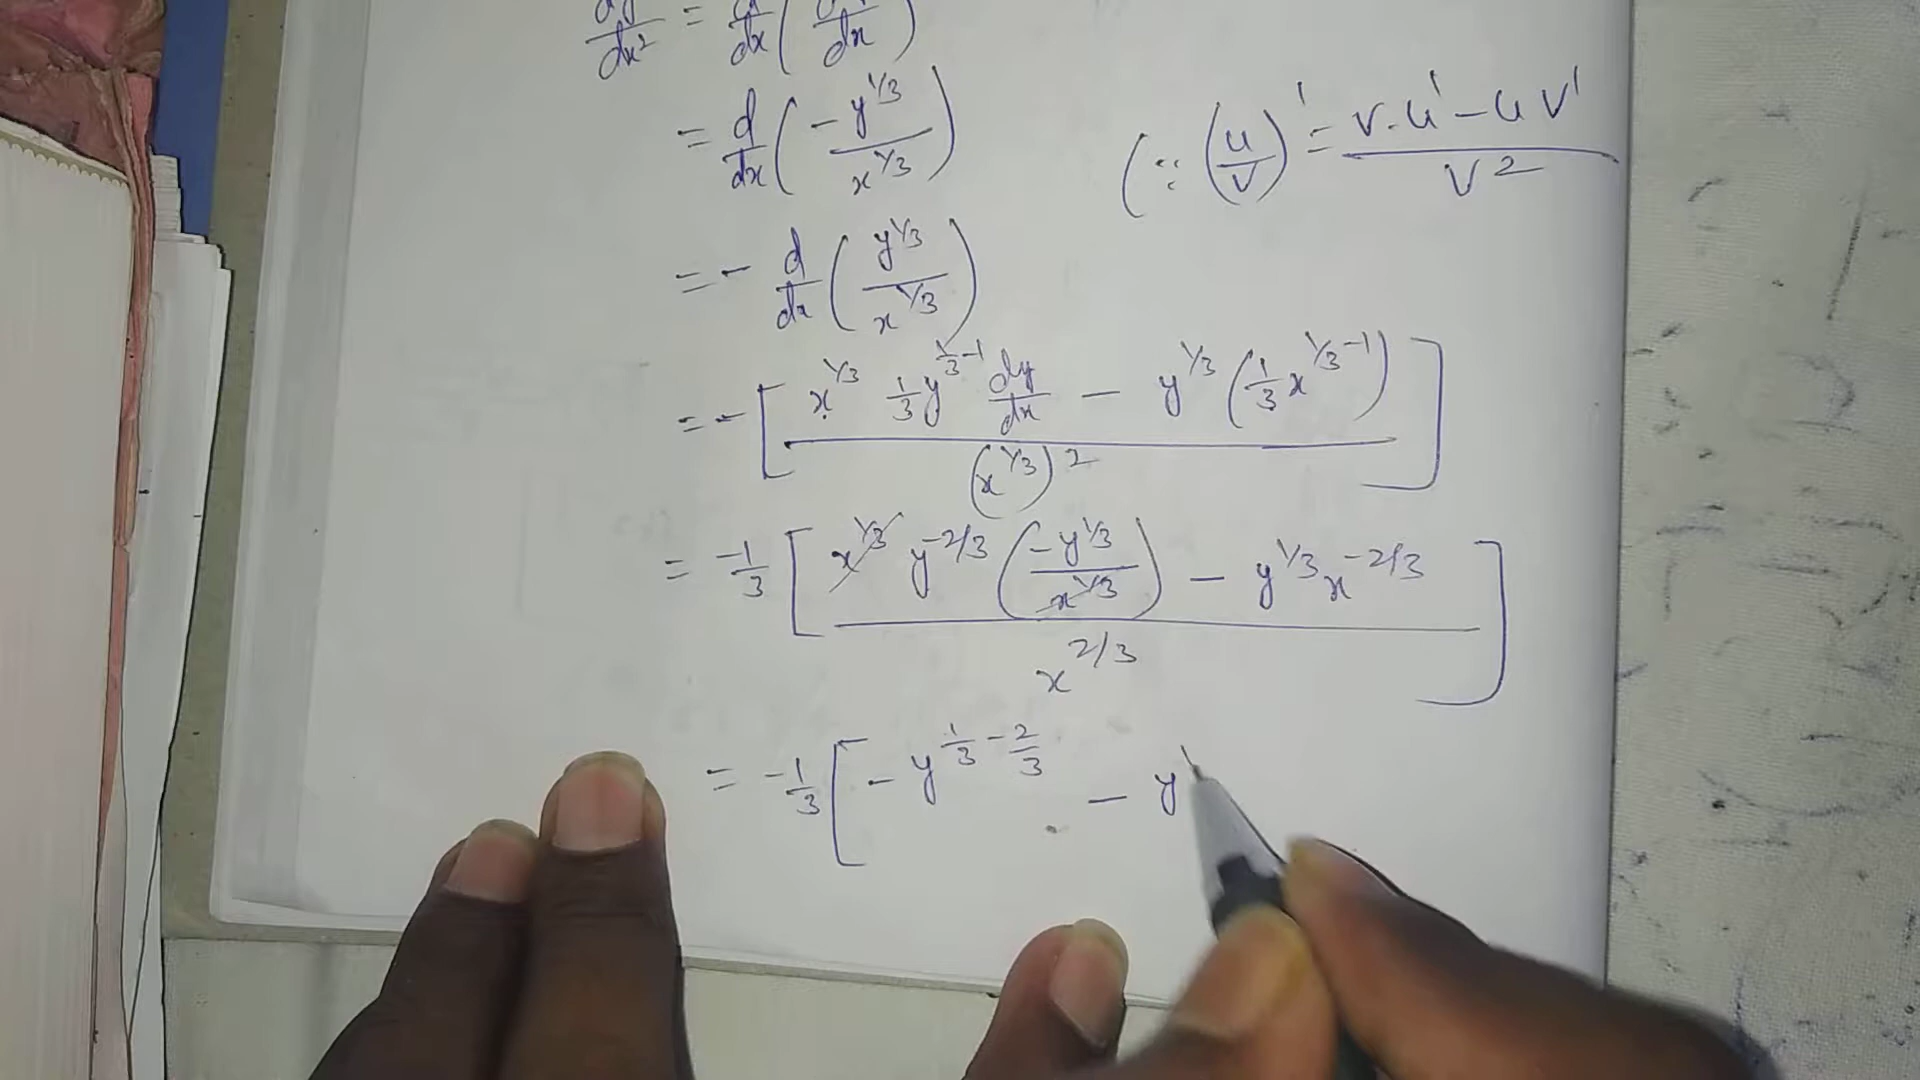 dy/dx² = d/dx ( /dx )
= d/dx ( -y^1/3 / x^1/3 )
(∵ (u/v)' = v.u' - uv' / v²
= - d/dx ( y^1/3 / x^1/3 )
= - [ x^1/3 1/3 y^1/3-1 dy/dx - y^1/3 (1/3 x^1/3-1) / (x^1/3)² ]
= -1/3 [ x^1/3 y^-2/3 ( -y^1/3 / x^1/3 ) - y^1/3 x^-2/3 / x^2/3 ]
= -1/3 [ - y^1/3-2/3 - y